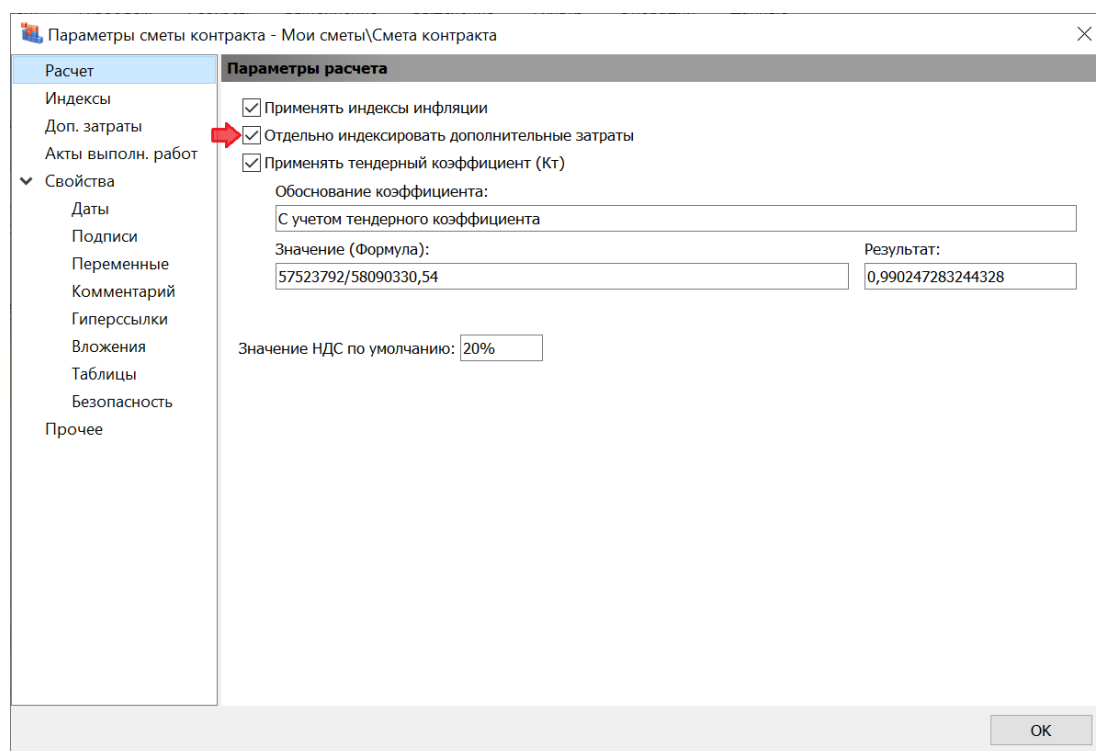 Параметры сметы контракта - Мои сметы\Смета контракта
Расчет
Индексы
Доп. затраты
Акты выполн. работ
Свойства
Даты
Подписи
Переменные
Комментарий
Гиперссылки
Вложения
Таблицы
Безопасность
Прочее
Параметры расчета
Применять индексы инфляции
Отдельно индексировать дополнительные затраты
Применять тендерный коэффициент (Кт)
Обоснование коэффициента:
С учетом тендерного коэффициента
Значение (Формула): Результат:
57523792/58090330,54 0,990247283244328
Значение НДС по умолчанию: 20%
OK